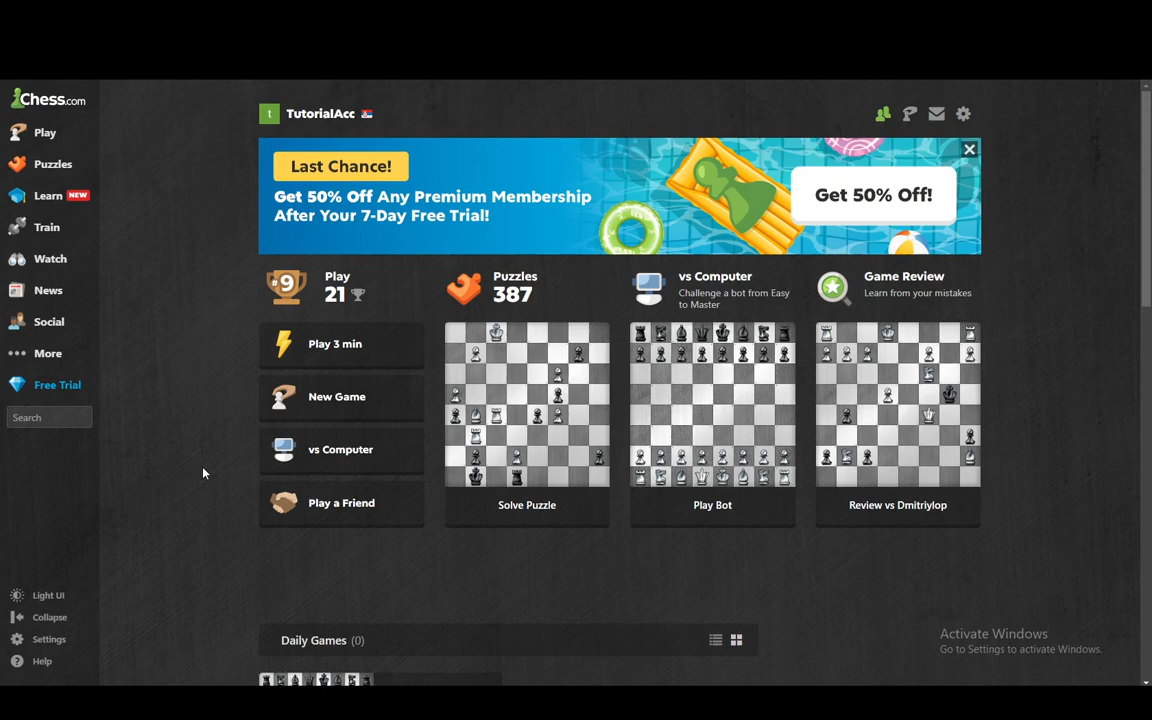 Chess.com
Play
Puzzles
Learn NEW
Train
Watch
News
Social
More
Free Trial
Search
Light UI
Collapse
Settings
Help
t TutorialAcc
Last Chance!
Get 50% Off Any Premium Membership
After Your 7-Day Free Trial!
Get 50% Off!
#9 Play
21
Puzzles
387
vs Computer
Challenge a bot from Easy
to Master
Game Review
Learn from your mistakes
Play 3 min
New Game
vs Computer
Play a Friend
Solve Puzzle
Play Bot
Review vs Dmitriylop
Daily Games (0)
Activate Windows
Go to Settings to activate Windows.